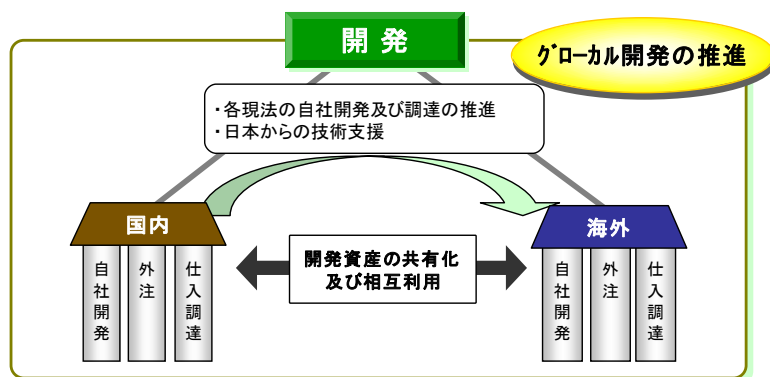 開 発
ｸﾞﾛｰｶﾙ開発の推進
・各現法の自社開発及び調達の推進
・日本からの技術支援
国内
海外
開発資産の共有化
及び相互利用
自社開発
外注
仕入調達
自社開発
外注
仕入調達